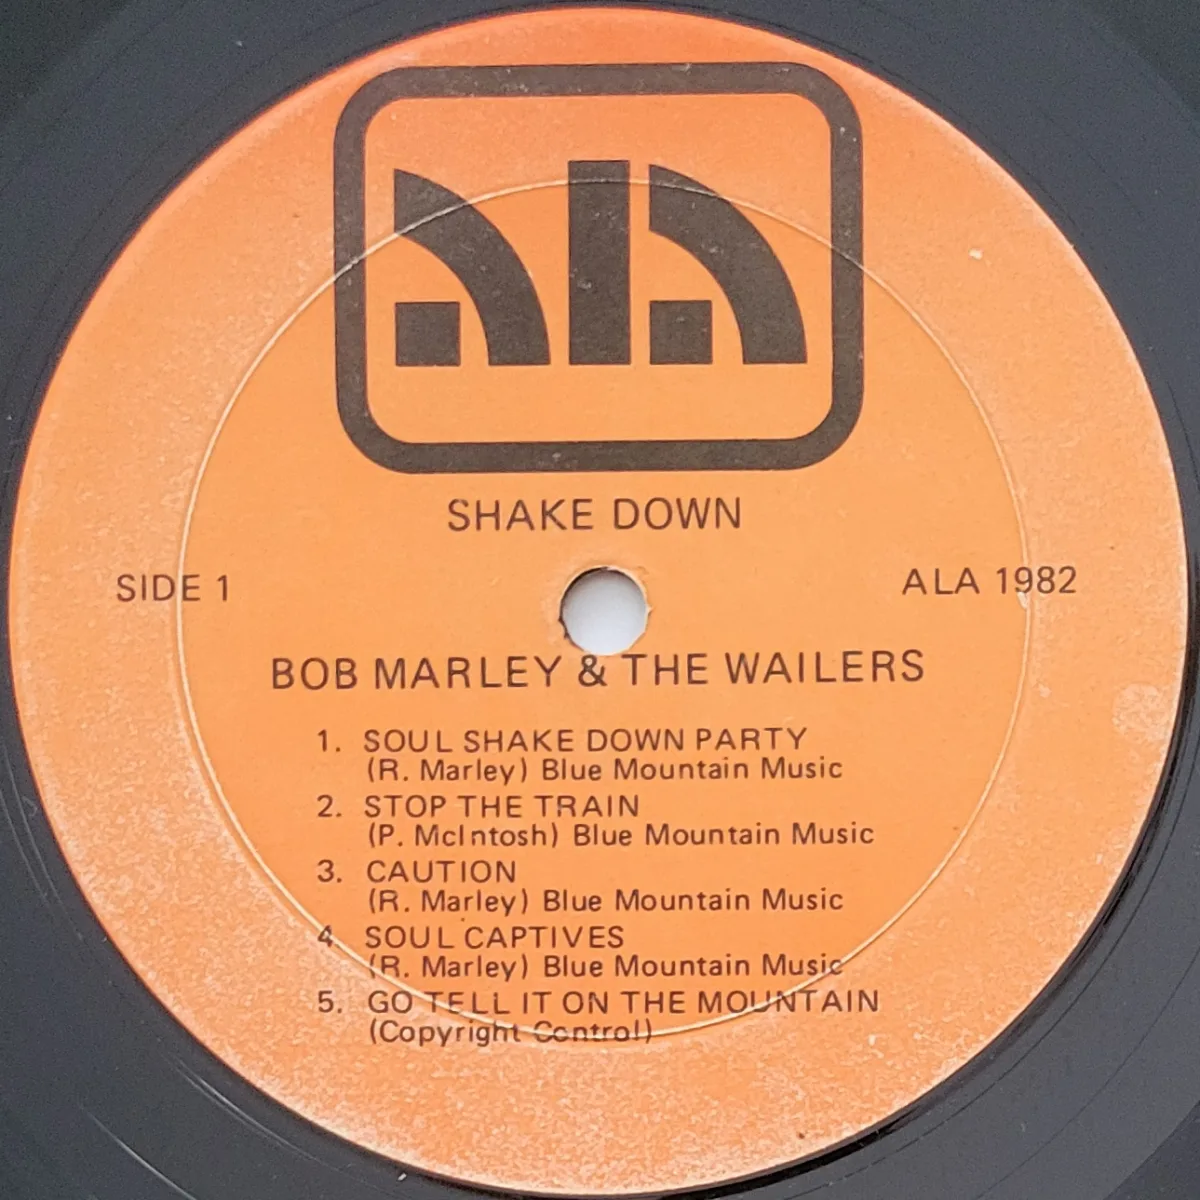 ala
SHAKE DOWN
SIDE 1
ALA 1982
BOB MARLEY & THE WAILERS
1. SOUL SHAKE DOWN PARTY
(R. Marley) Blue Mountain Music
2. STOP THE TRAIN
(P. McIntosh) Blue Mountain Music
3. CAUTION
(R. Marley) Blue Mountain Music
4. SOUL CAPTIVES
(R. Marley) Blue Mountain Music
5. GO TELL IT ON THE MOUNTAIN
(Copyright Control)